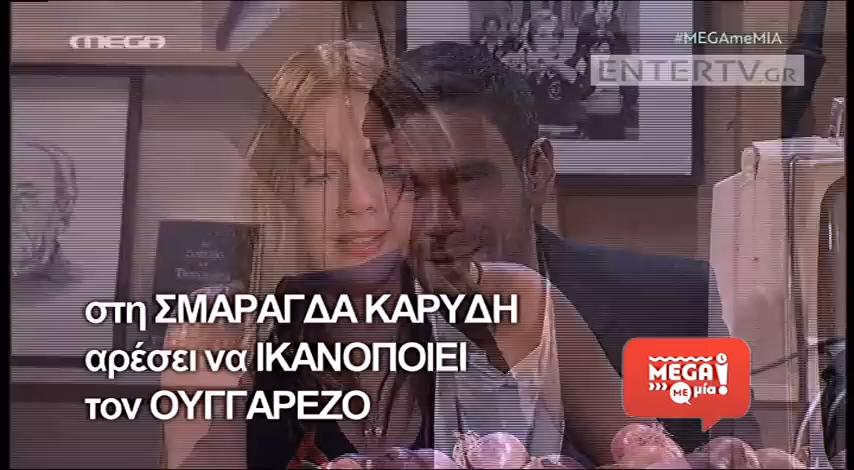 MEGA
#MEGAmeMIA
ENTERTV.GR
στη ΣΜΑΡΑΓΔΑ ΚΑΡΥΔΗ
αρέσει να ΙΚΑΝΟΠΟΙΕΙ
τον ΟΥΓΓΑΡΕΖΟ
MEGA
ΜΕ μία!